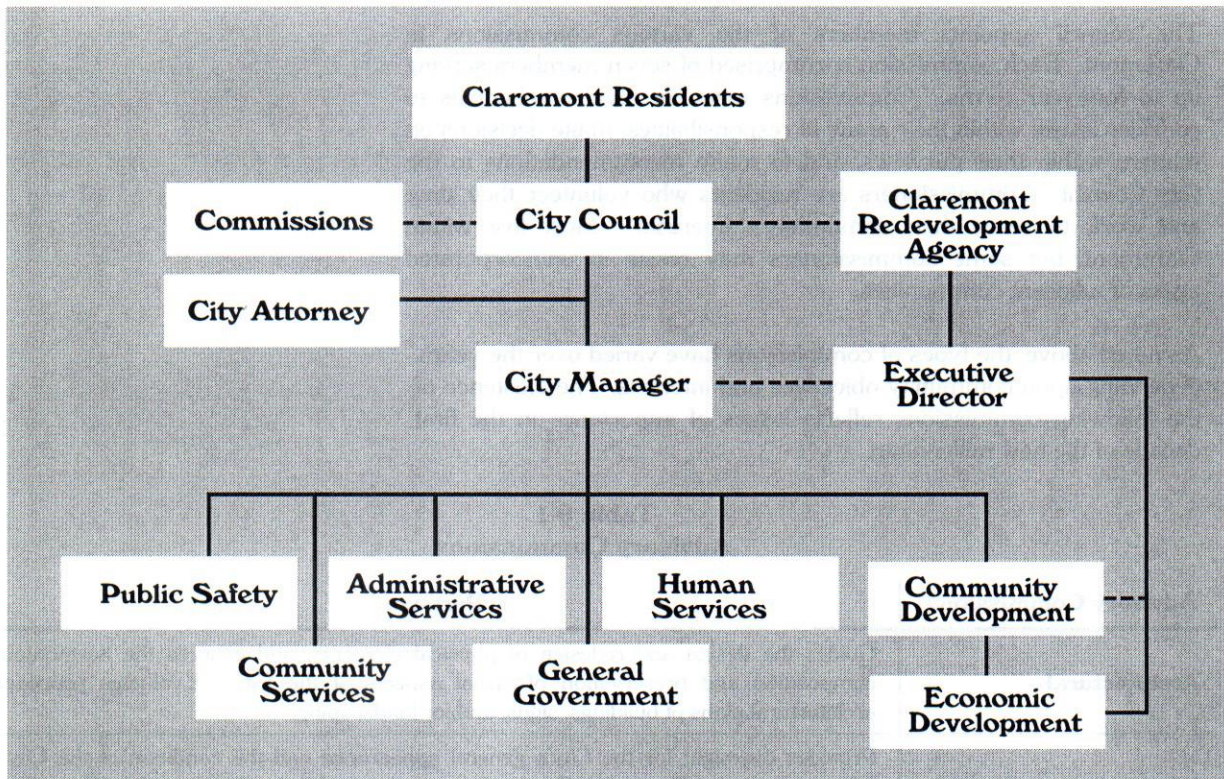 Claremont Residents
Commissions
City Council
Claremont
Redevelopment
Agency
City Attorney
City Manager
Executive
Director
Public Safety
Administrative
Services
Human
Services
Community
Development
Community
Services
General
Government
Economic
Development